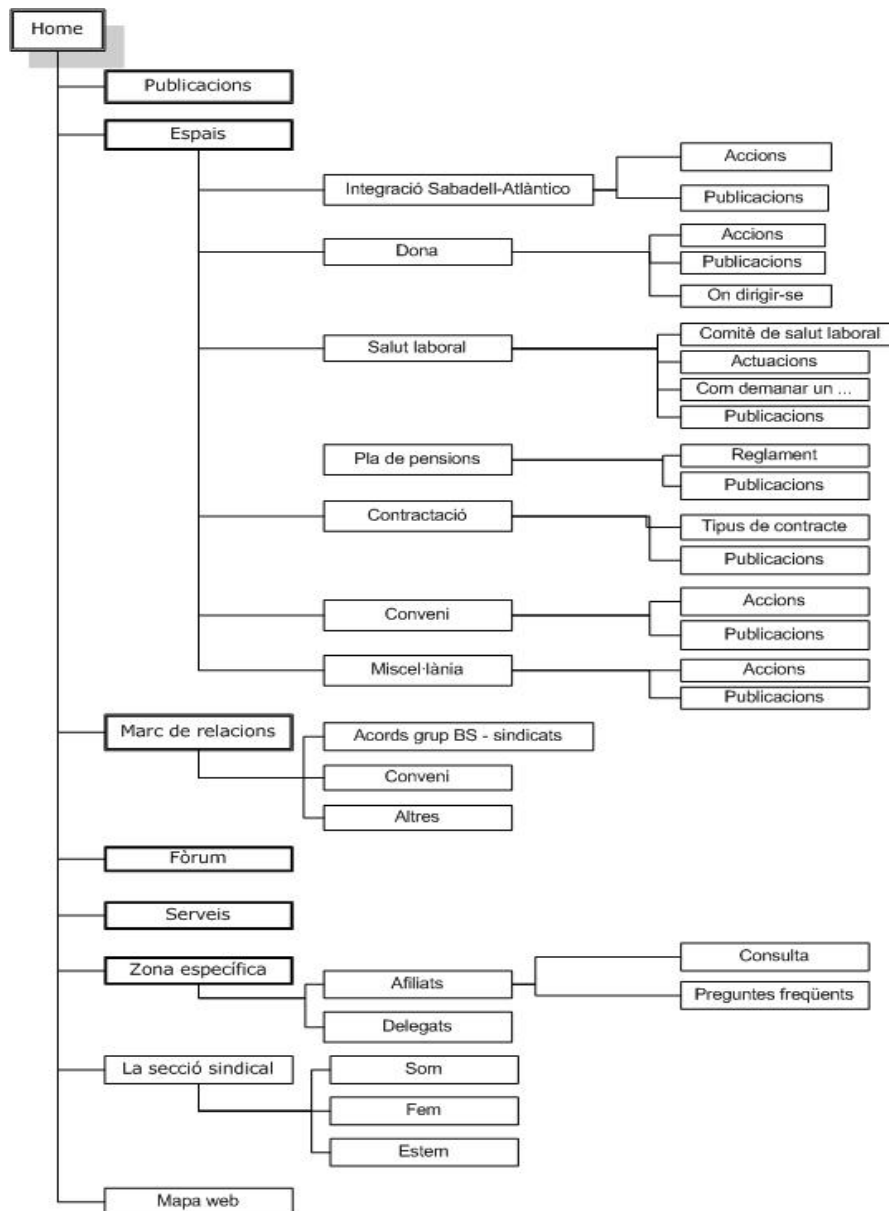 Home
Publicacions
Espais
Integració Sabadell-Atlàntico
Accions
Publicacions
Dona
Accions
Publicacions
On dirigir-se
Salut laboral
Comitè de salut laboral
Actuacions
Com demanar un ...
Publicacions
Pla de pensions
Reglament
Publicacions
Contractació
Tipus de contracte
Publicacions
Conveni
Accions
Publicacions
Miscel·lània
Accions
Publicacions
Marc de relacions
Acords grup BS - sindicats
Conveni
Altres
Fòrum
Serveis
Zona específica
Afiliats
Consulta
Preguntes freqüents
Delegats
La secció sindical
Som
Fem
Estem
Mapa web